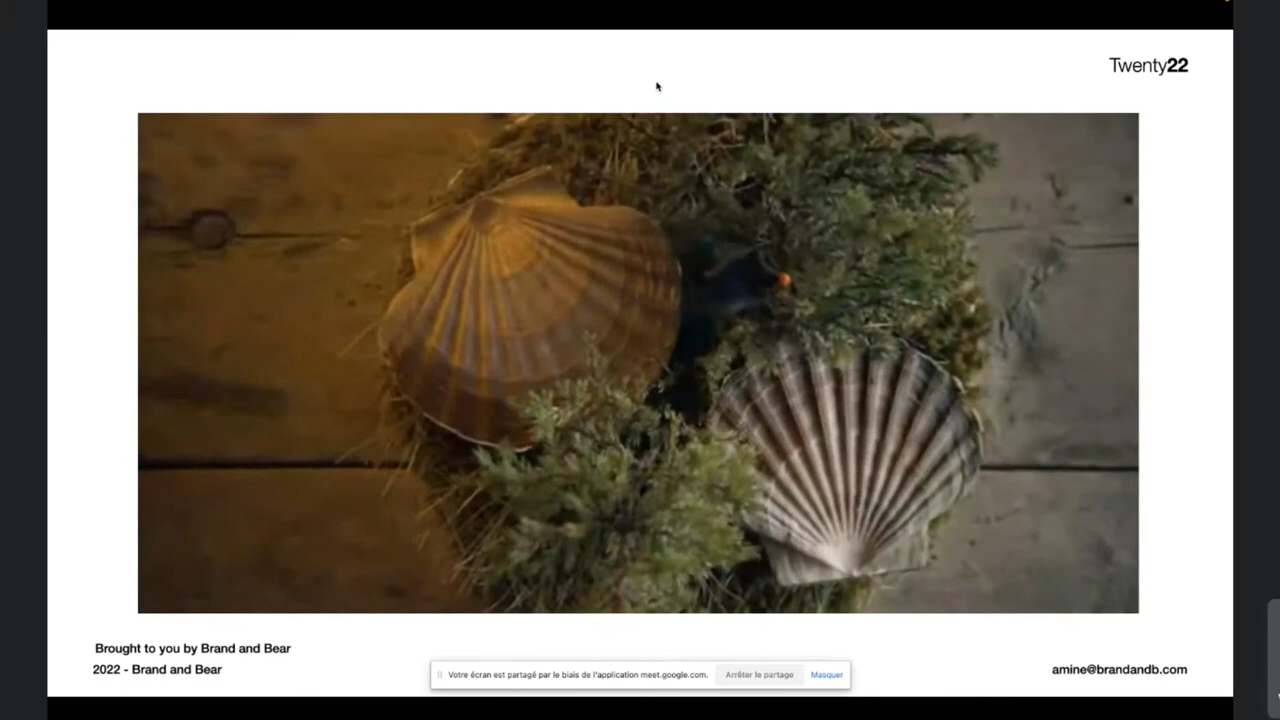 Twenty22
Brought to you by Brand and Bear
2022 - Brand and Bear
Votre écran est partagé par le biais de l'application meet.google.com. Arrêter le partage Masquer
amine@brandandb.com